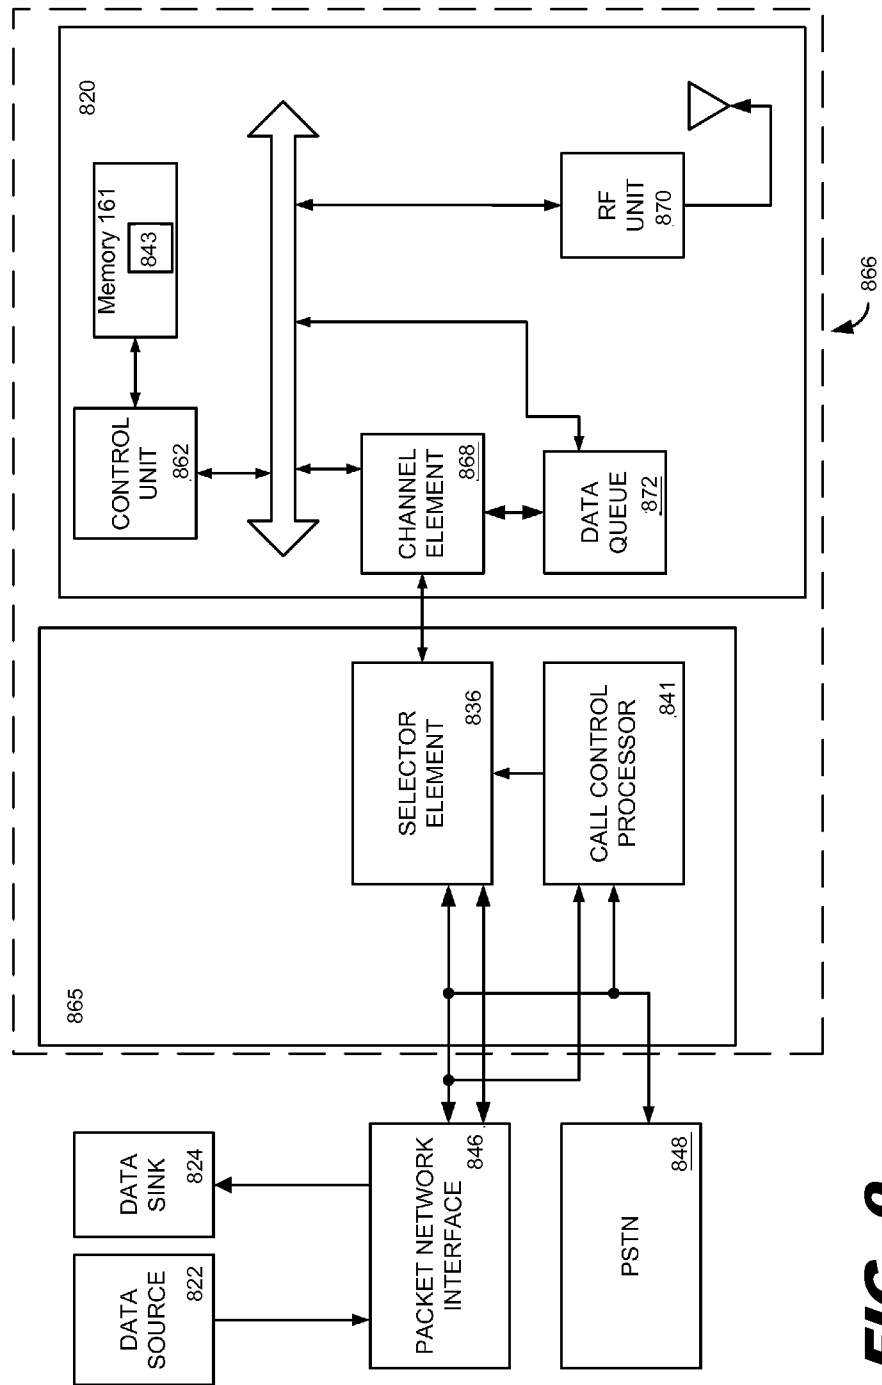 DATA
SOURCE
822
DATA
SINK
824
865
CONTROL
UNIT
862
Memory 161
843
820
PACKET NETWORK
INTERFACE
846
SELECTOR
ELEMENT
836
CHANNEL
ELEMENT
868
PSTN
848
CALL CONTROL
PROCESSOR
841
DATA
QUEUE
872
RF
UNIT
870
866
FIG.